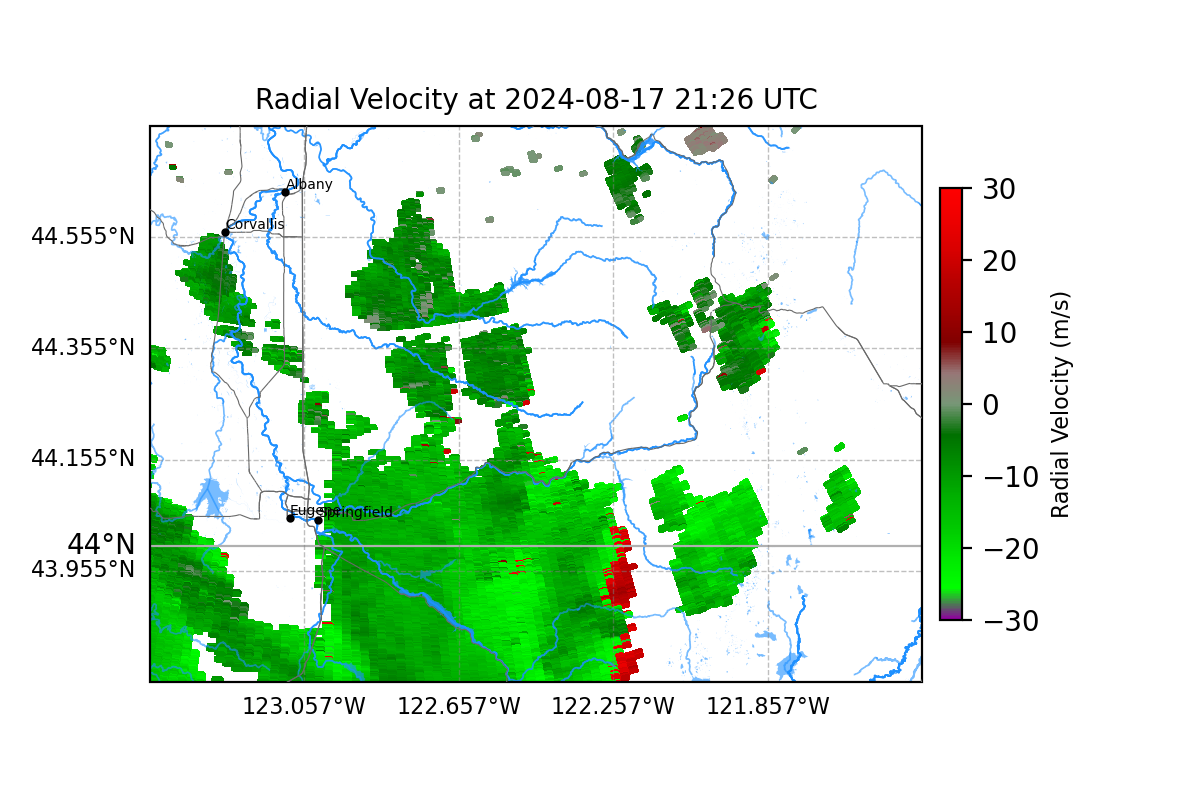 Radial Velocity at 2024-08-17 21:26 UTC
Albany
Corvallis
44.555°N
44.355°N
44.155°N
Eugene
Springfield
44°N
43.955°N
123.057°W
122.657°W
122.257°W
121.857°W
30
20
10
0
−10
−20
−30
Radial Velocity (m/s)